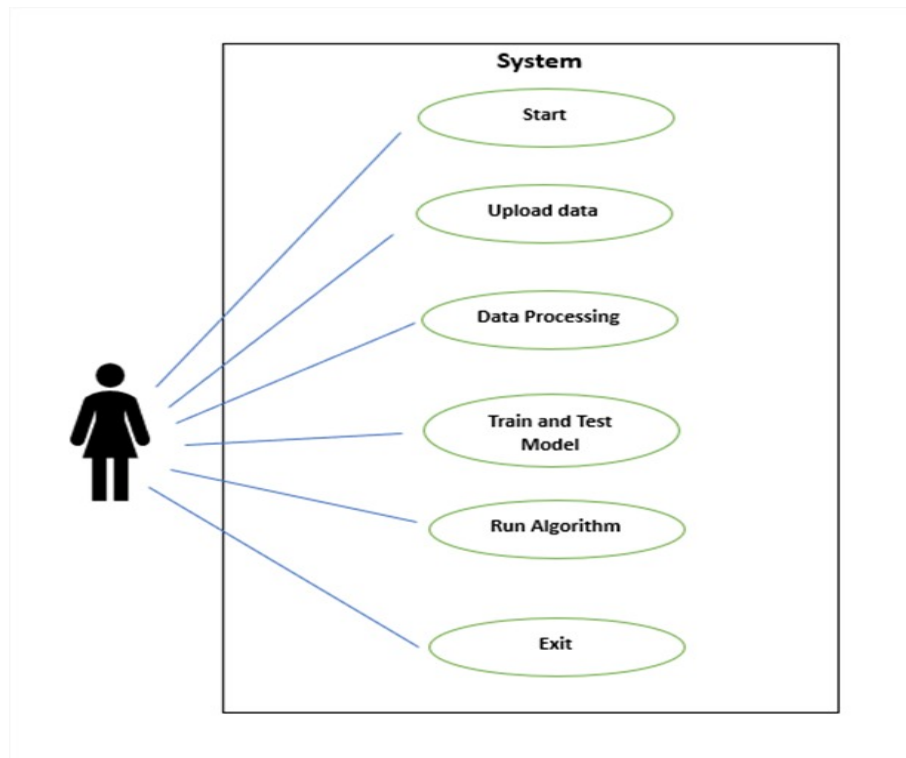 System
Start
Upload data
Data Processing
Train and Test
Model
Run Algorithm
Exit